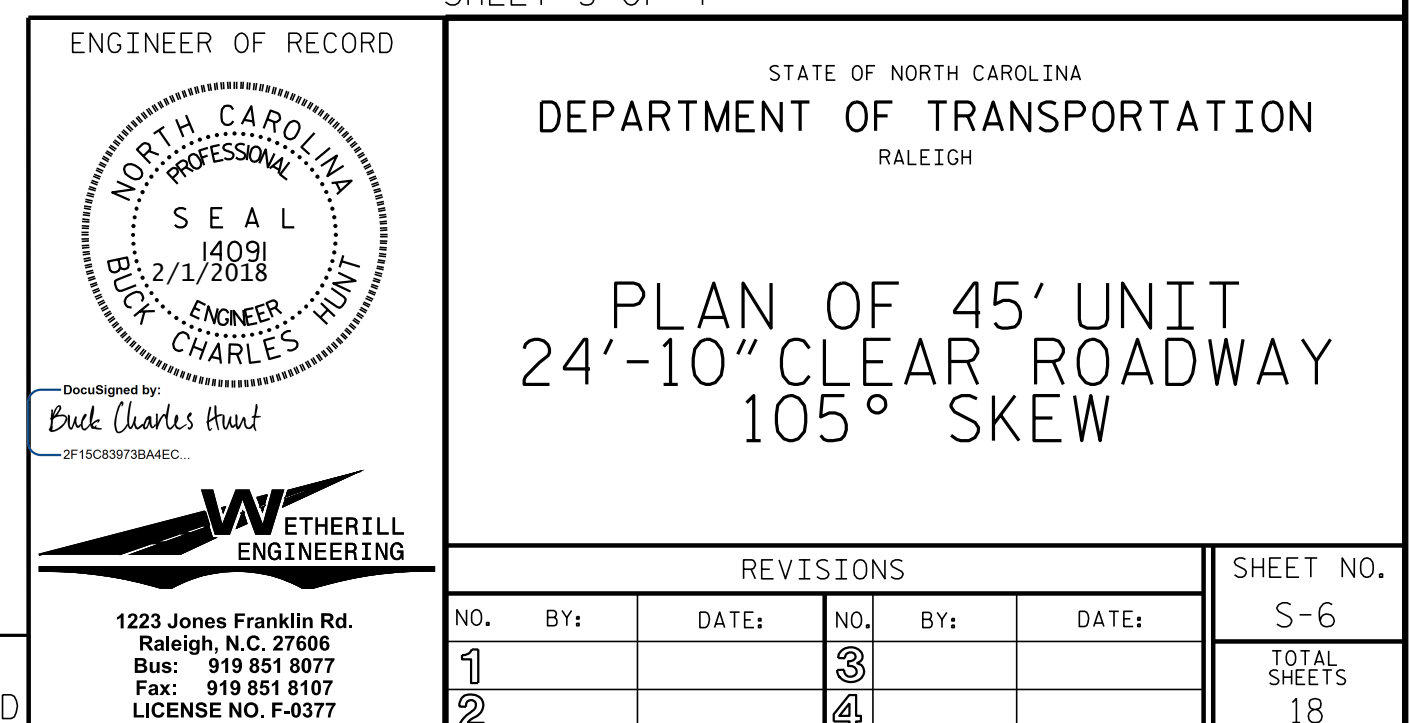 ENGINEER OF RECORD
NORTH CAROLINA
PROFESSIONAL
SEAL
14091
2/1/2018
ENGINEER
BUCK CHARLES HUNT
DocuSigned by:
Buck Charles Hunt
2F15C83973BA4EC...
WETHERILL
ENGINEERING
1223 Jones Franklin Rd.
Raleigh, N.C. 27606
Bus: 919 851 8077
Fax: 919 851 8107
LICENSE NO. F-0377
STATE OF NORTH CAROLINA
DEPARTMENT OF TRANSPORTATION
RALEIGH
PLAN OF 45' UNIT
24'-10" CLEAR ROADWAY
105° SKEW
REVISIONS
NO. BY: DATE: NO. BY: DATE:
1 3
2 4
SHEET NO.
S-6
TOTAL
SHEETS
18